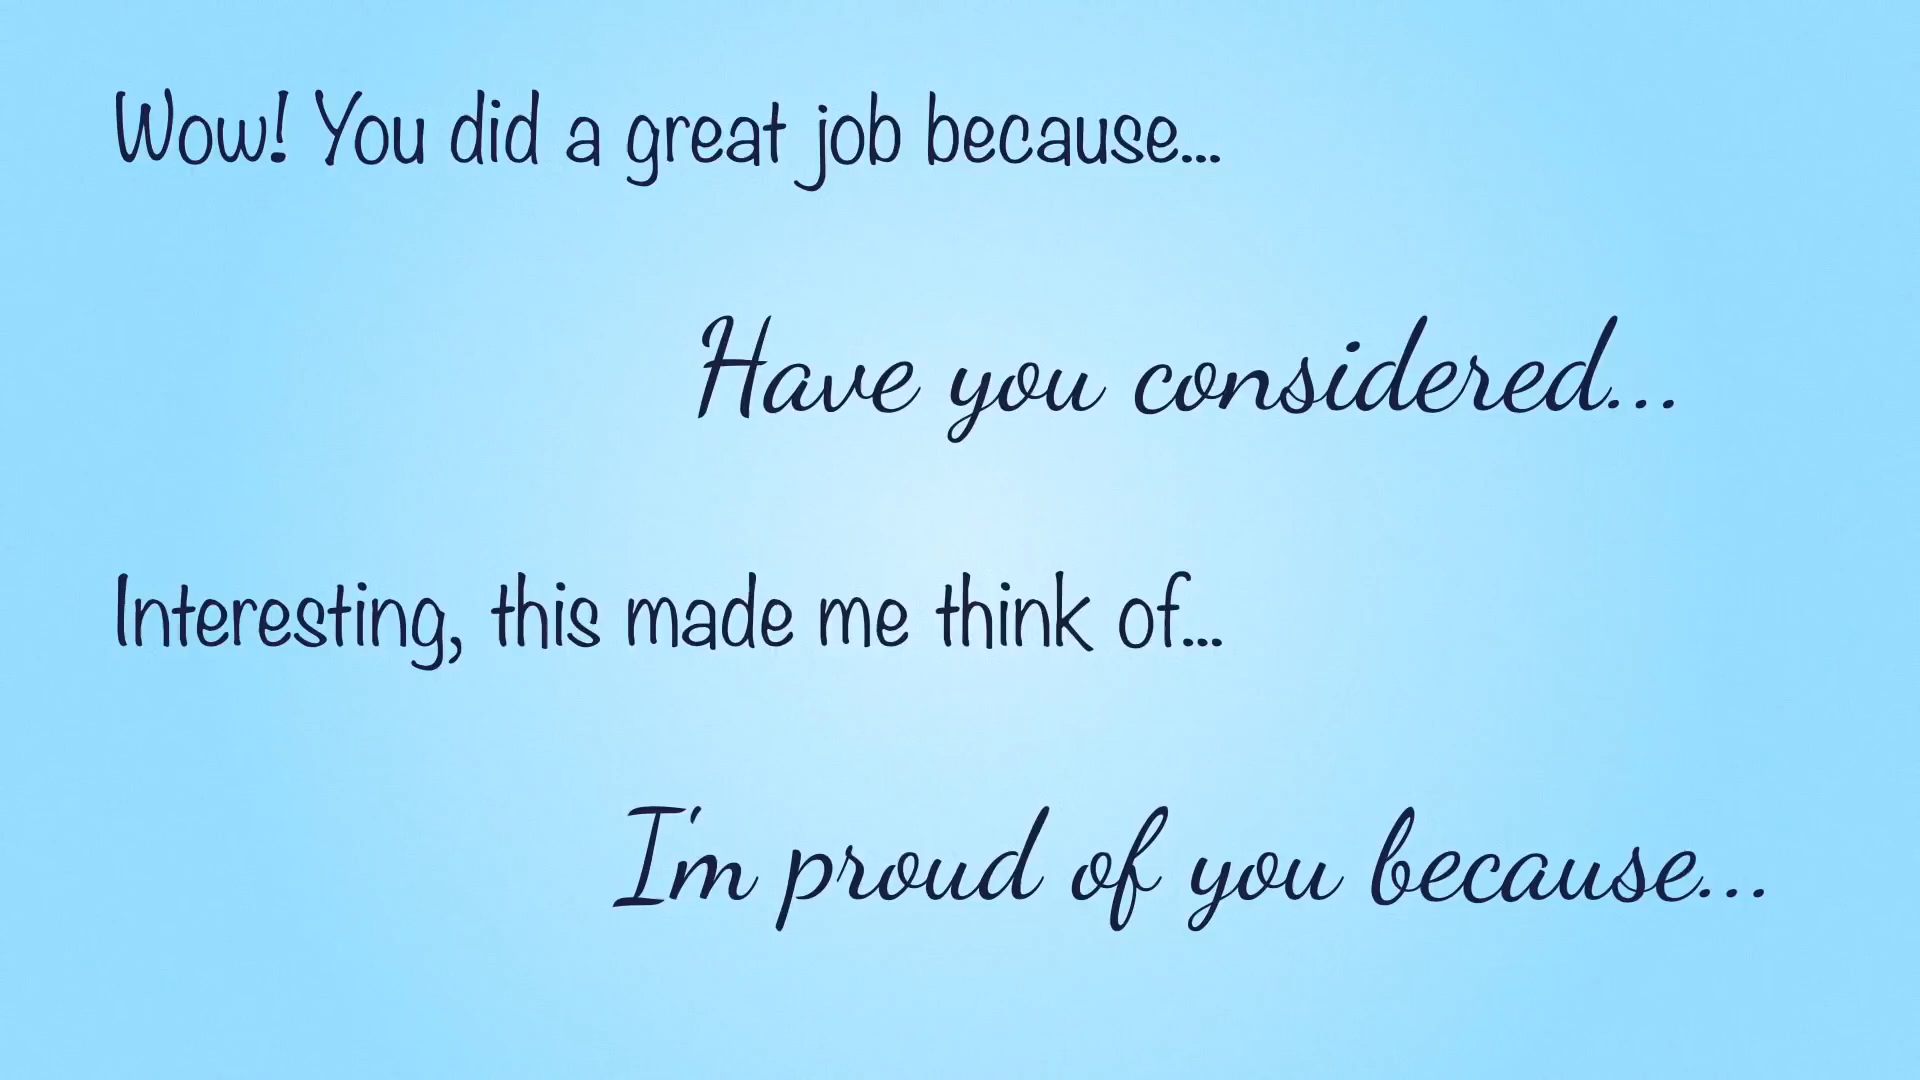 Wow! You did a great job because...
Have you considered...
Interesting, this made me think of...
I'm proud of you because...